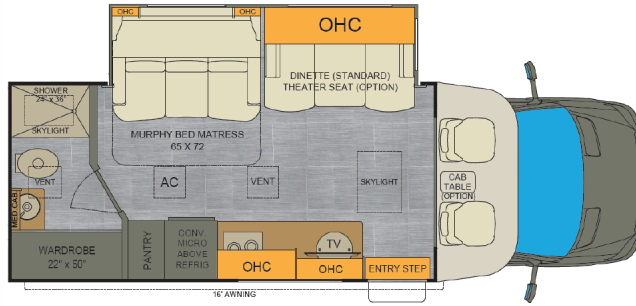 OHC
OHC
OHC
DINETTE (STANDARD)
THEATER SEAT (OPTION)
SHOWER
24" x 36"
SKYLIGHT
MURPHY BED MATRESS
65 X 72
VENT
AC
VENT
SKYLIGHT
CAB
TABLE
OPTION
MED CAB
WARDROBE
22" x 50"
PANTRY
CONV.
MICRO
ABOVE
REFRIG
TV
OHC
OHC
ENTRY STEP
16' AWNING